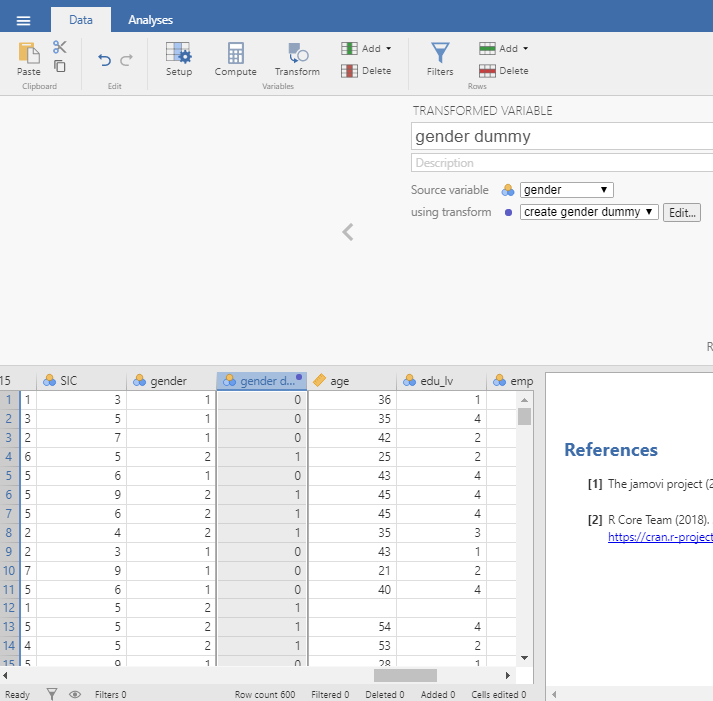 Data Analyses
Paste Setup Compute Transform Add Delete Filters Add Delete
Clipboard Edit Variables Rows
TRANSFORMED VARIABLE
gender dummy
Description
Source variable gender
using transform create gender dummy Edit...
R
15 SIC gender gender d... age edu_lv emp
1 1 3 1 0 36 1
2 3 5 1 0 35 4
3 2 7 1 0 42 2
4 6 5 2 1 25 2
5 5 6 1 0 43 4
6 5 9 2 1 45 4
7 5 6 2 1 45 4
8 2 4 2 1 35 3
9 2 3 1 0 43 1
10 7 9 1 0 21 2
11 5 6 1 0 40 4
12 1 5 2 1
13 5 5 2 1 54 4
14 4 5 2 1 53 2
15 5 9 1 0 28 1
References
[1] The jamovi project (2
[2] R Core Team (2018).
https://cran.r-project
Ready Filters 0 Row count 600 Filtered 0 Deleted 0 Added 0 Cells edited 0